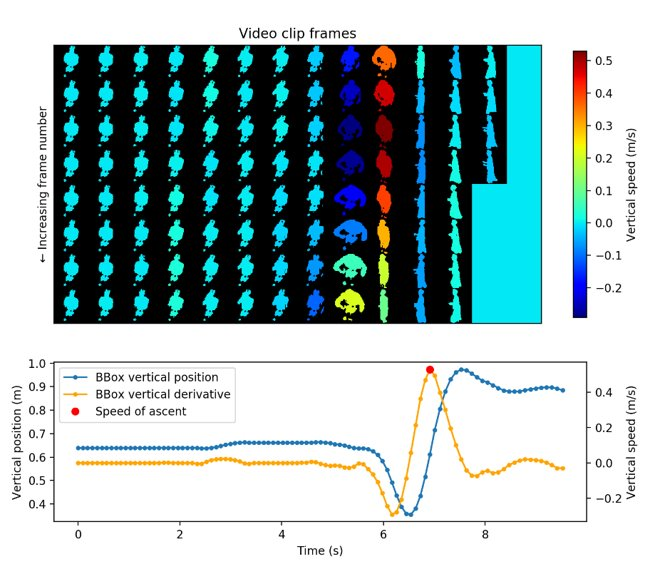 Video clip frames
← Increasing frame number
0.5
0.4
0.3
0.2
0.1
0.0
−0.1
−0.2
Vertical speed (m/s)
1.0
0.9
0.8
0.7
0.6
0.5
0.4
Vertical position (m)
BBox vertical position
BBox vertical derivative
Speed of ascent
0.4
0.2
0.0
−0.2
Vertical speed (m/s)
0 2 4 6 8
Time (s)